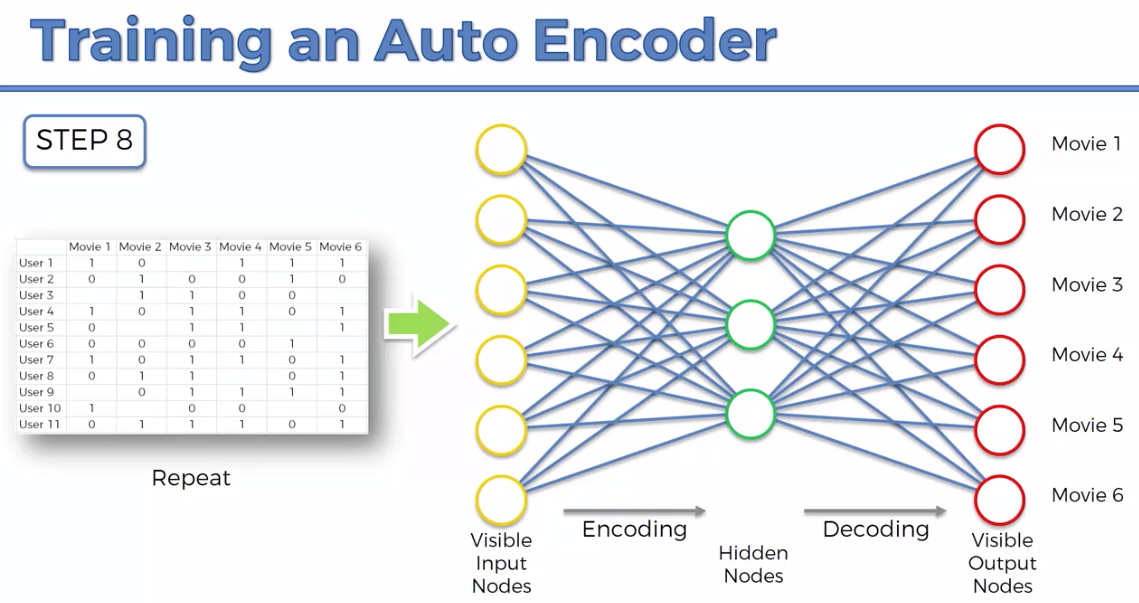 Training an Auto Encoder
STEP 8
Movie 1 Movie 2 Movie 3 Movie 4 Movie 5 Movie 6
User 1 1 0 1 1 1
User 2 0 1 0 0 1 0
User 3 1 1 0 0
User 4 1 0 1 1 0 1
User 5 0 1 1 1
User 6 0 0 0 0 1
User 7 1 0 1 1 0 1
User 8 0 1 1 0 1
User 9 0 1 1 1 1
User 10 1 0 0 0
User 11 0 1 1 1 0 1
Repeat
Visible
Input
Nodes
Encoding
Hidden
Nodes
Decoding
Visible
Output
Nodes
Movie 1
Movie 2
Movie 3
Movie 4
Movie 5
Movie 6